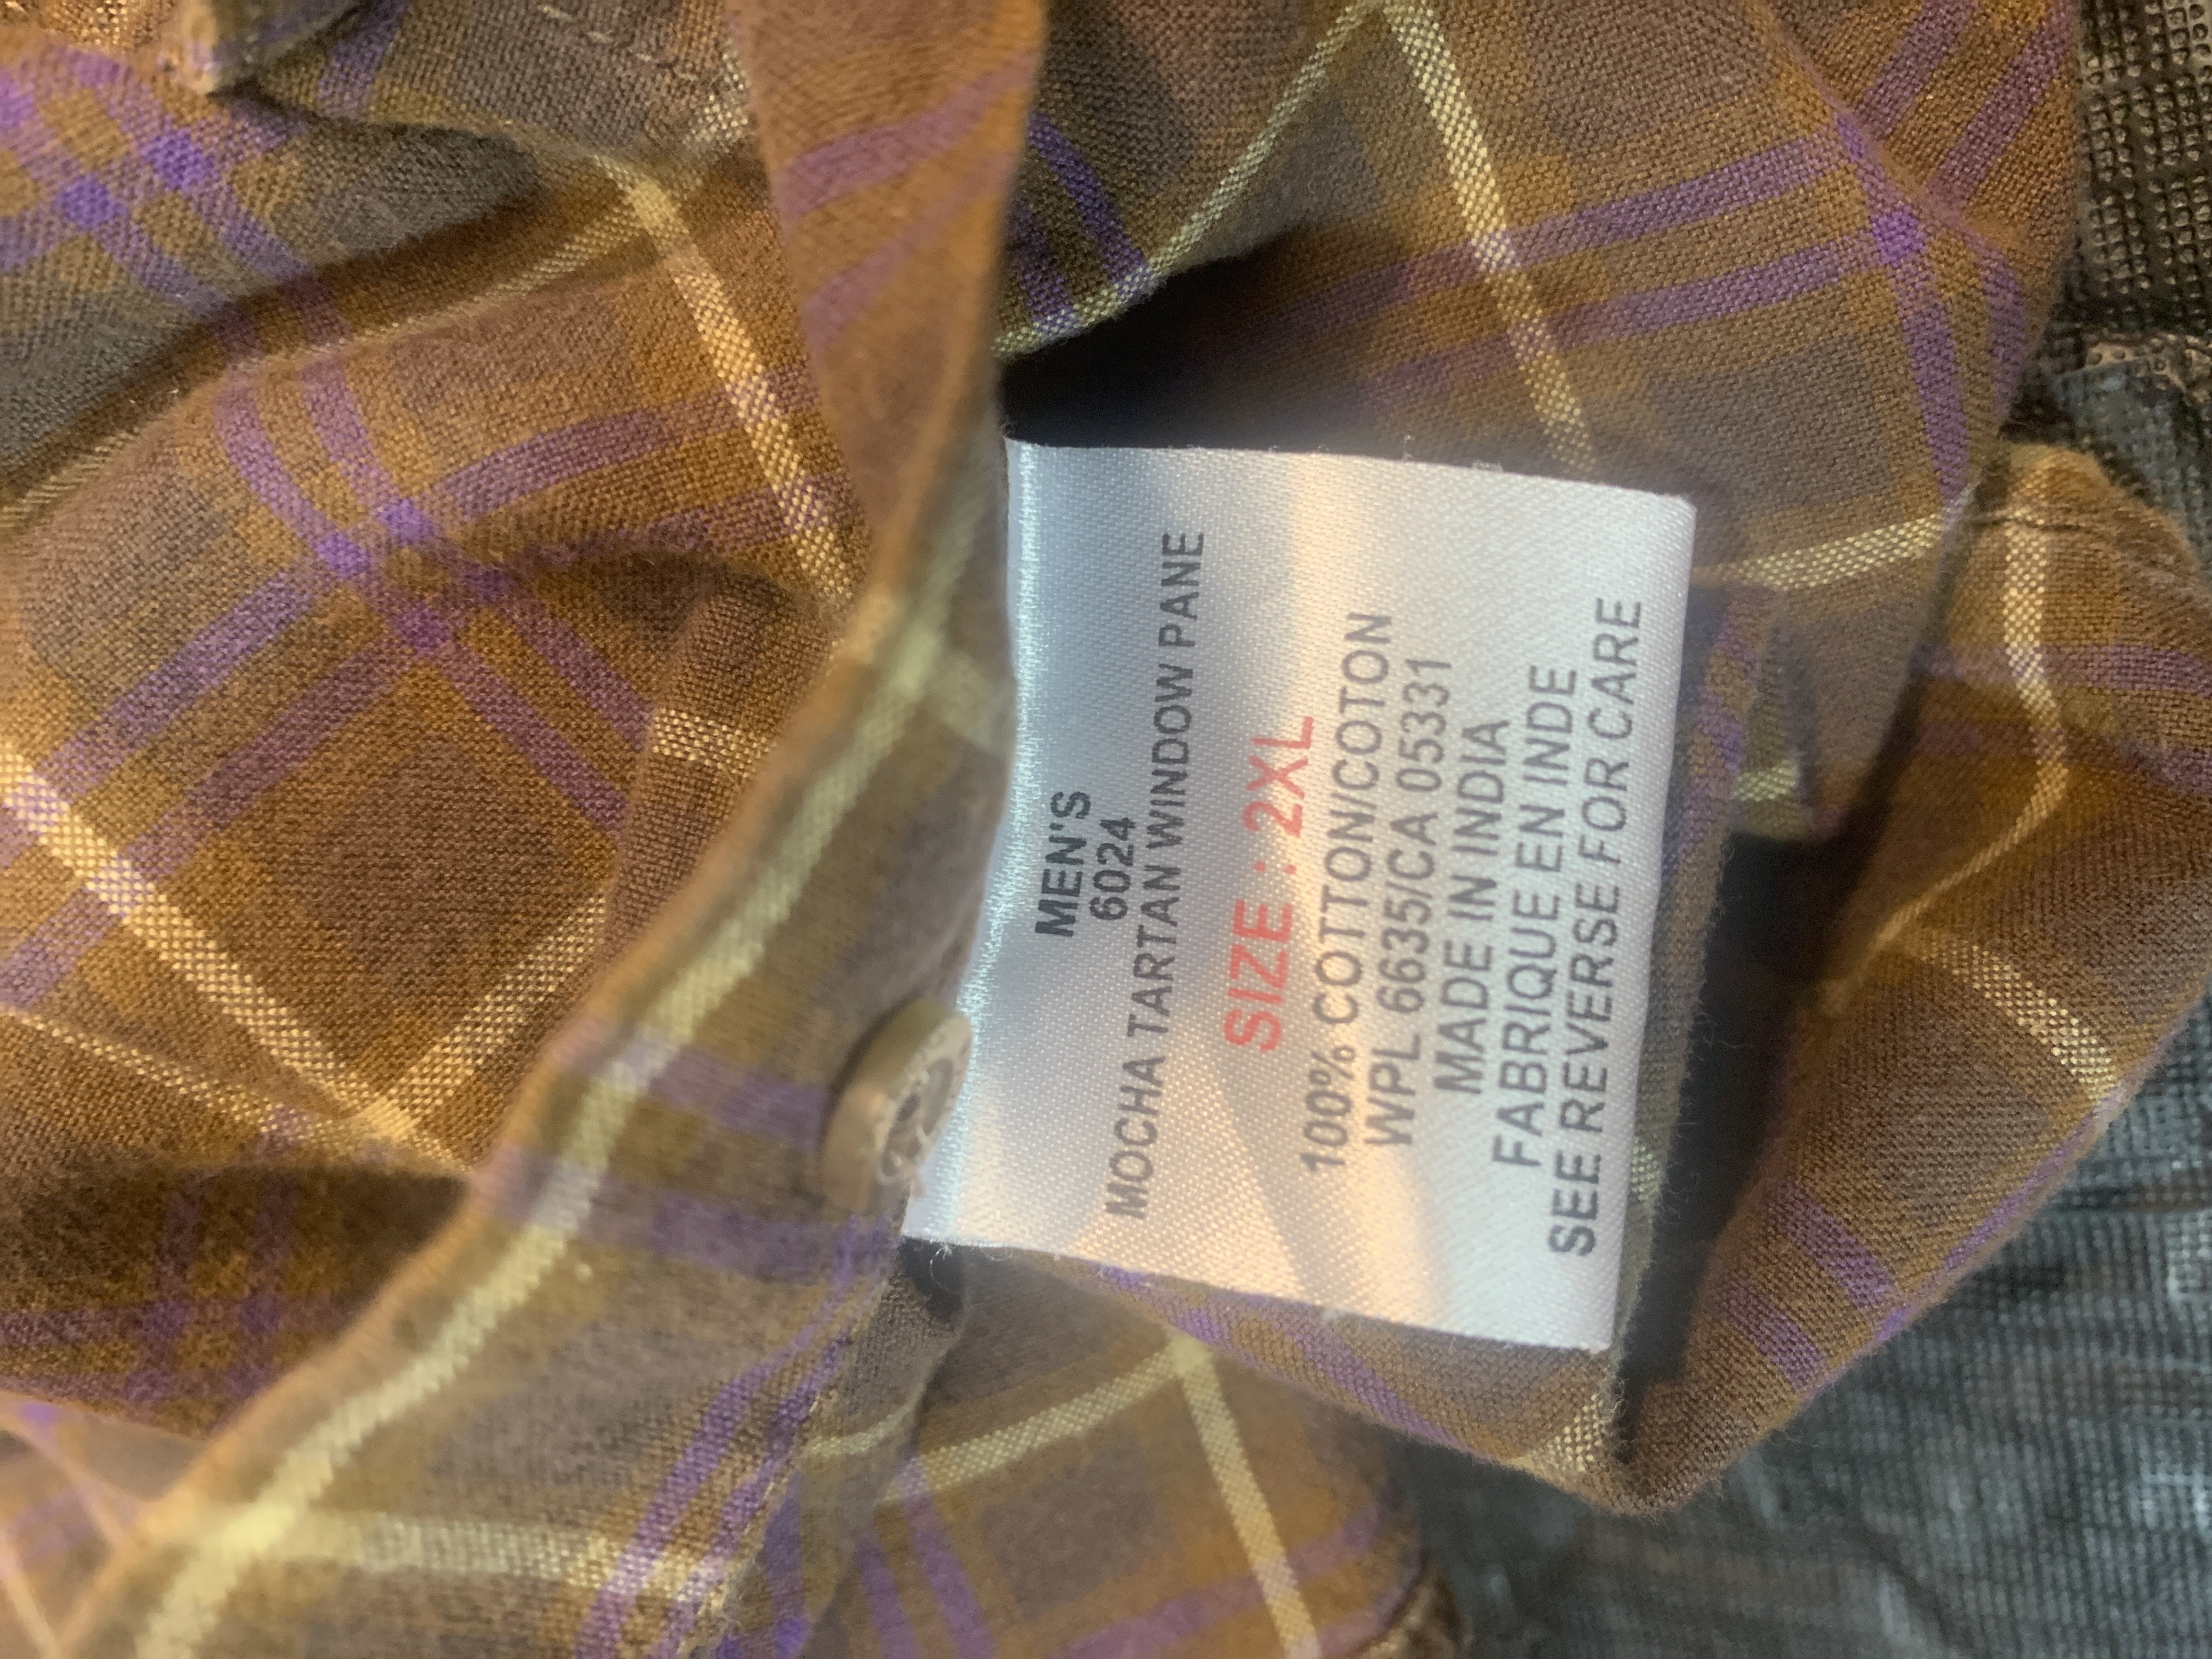 MEN'S
6024
MOCHA TARTAN WINDOW PANE
SIZE : 2XL
100% COTTON/COTON
WPL 6635/CA 05331
MADE IN INDIA
FABRIQUE EN INDE
SEE REVERSE FOR CARE